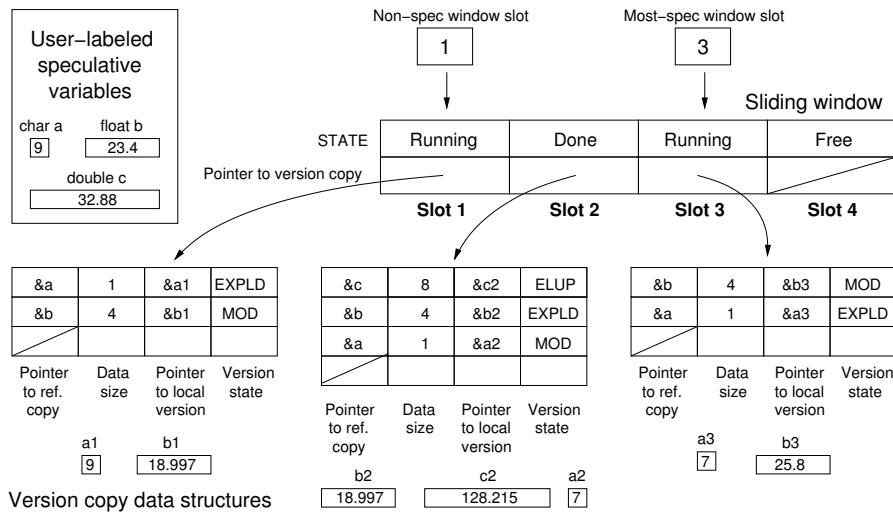 Non-spec window slot
Most-spec window slot
1
3
User-labeled
speculative
variables
char a
float b
9
23.4
double c
32.88
Sliding window
STATE
Running
Done
Running
Free
Pointer to version copy
Slot 1
Slot 2
Slot 3
Slot 4
&a 1 &a1 EXPLD
&b 4 &b1 MOD
Pointer to ref. copy
Data size
Pointer to local version
Version state
a1
9
b1
18.997
&c 8 &c2 ELUP
&b 4 &b2 EXPLD
&a 1 &a2 MOD
Pointer to ref. copy
Data size
Pointer to local version
Version state
b2
18.997
c2
128.215
a2
7
&b 4 &b3 MOD
&a 1 &a3 EXPLD
Pointer to ref. copy
Data size
Pointer to local version
Version state
a3
7
b3
25.8
Version copy data structures